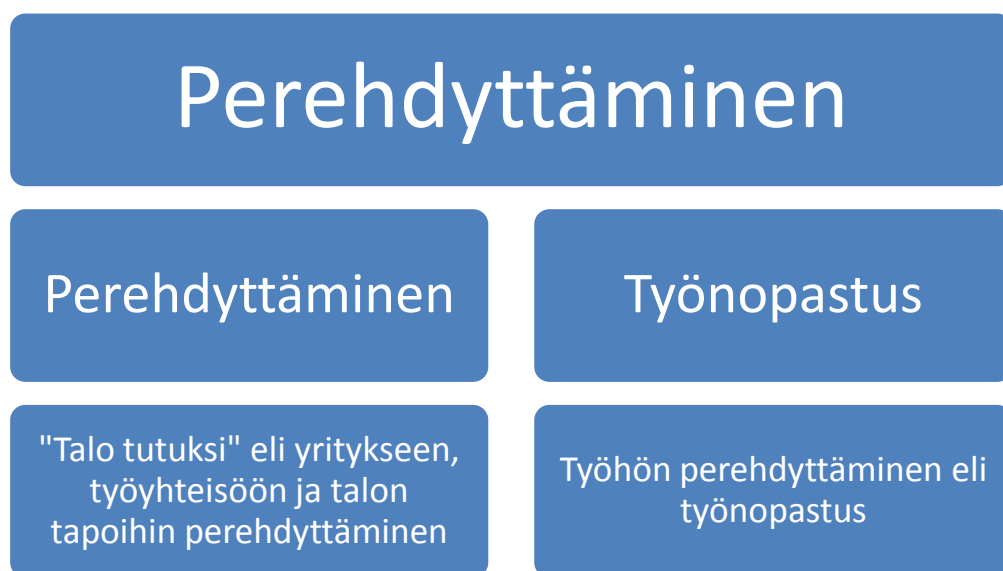 Perehdyttäminen
Perehdyttäminen
Työnopastus
"Talo tutuksi" eli yritykseen,
työyhteisöön ja talon
tapoihin perehdyttäminen
Työhön perehdyttäminen eli
työnopastus